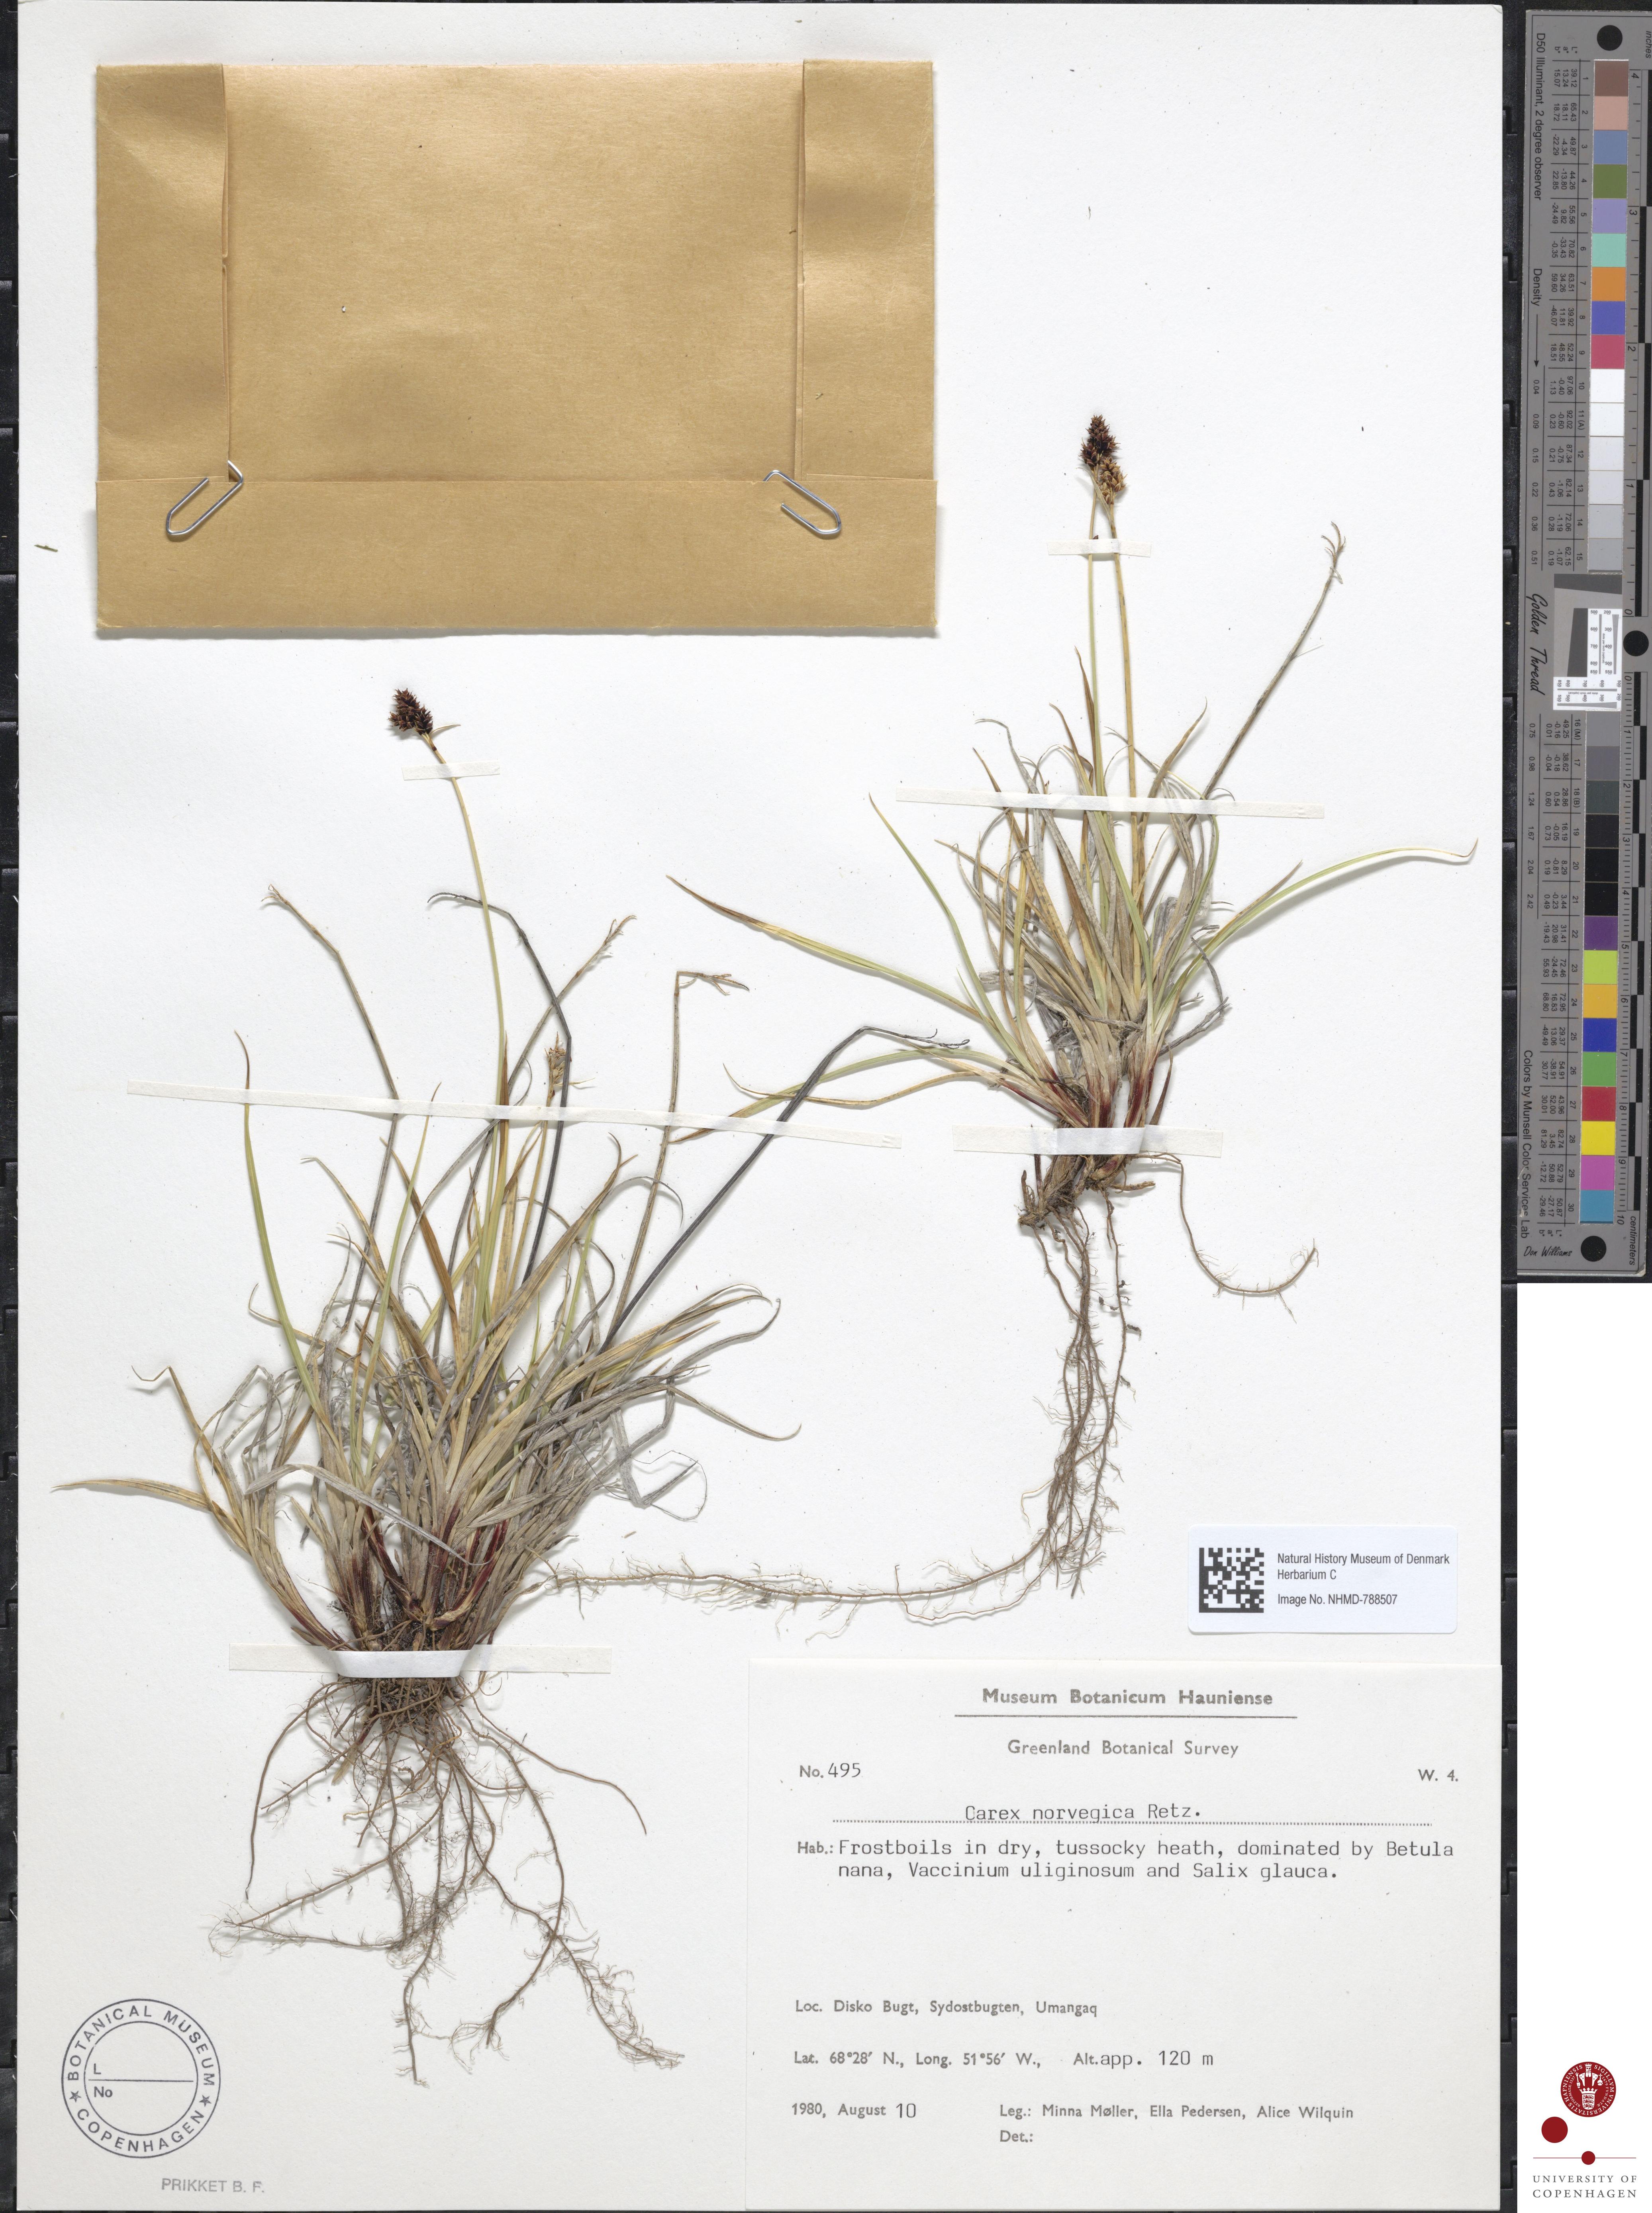 Natural History Museum of Denmark
Herbarium C
Image No. NHMD-788507
Museum Botanicum Hauniense
Greenland Botanical Survey
No. 495
W. 4.
Carex norvegica Retz.
Hab.: Frostboils in dry, tussocky heath, dominated by Betula
nana, Vaccinium uliginosum and Salix glauca.
Loc. Disko Bugt, Sydostbugten, Umangaq
Lat. 68°28′ N., Long. 51°56′ W., Alt. app. 120 m
1980, August 10
Leg.: Minna Møller, Ella Pedersen, Alice Wilquin
Det.:
BOTANICAL MUSEUM
L
No
COPENHAGEN
PRIKKET B. F.
D50 Illuminant, 2 degree observer
Density
Golden Thread
Colors by Munsell Color Services Lab
Don Williams
inches
centimeters
UNIVERSITY OF
COPENHAGEN